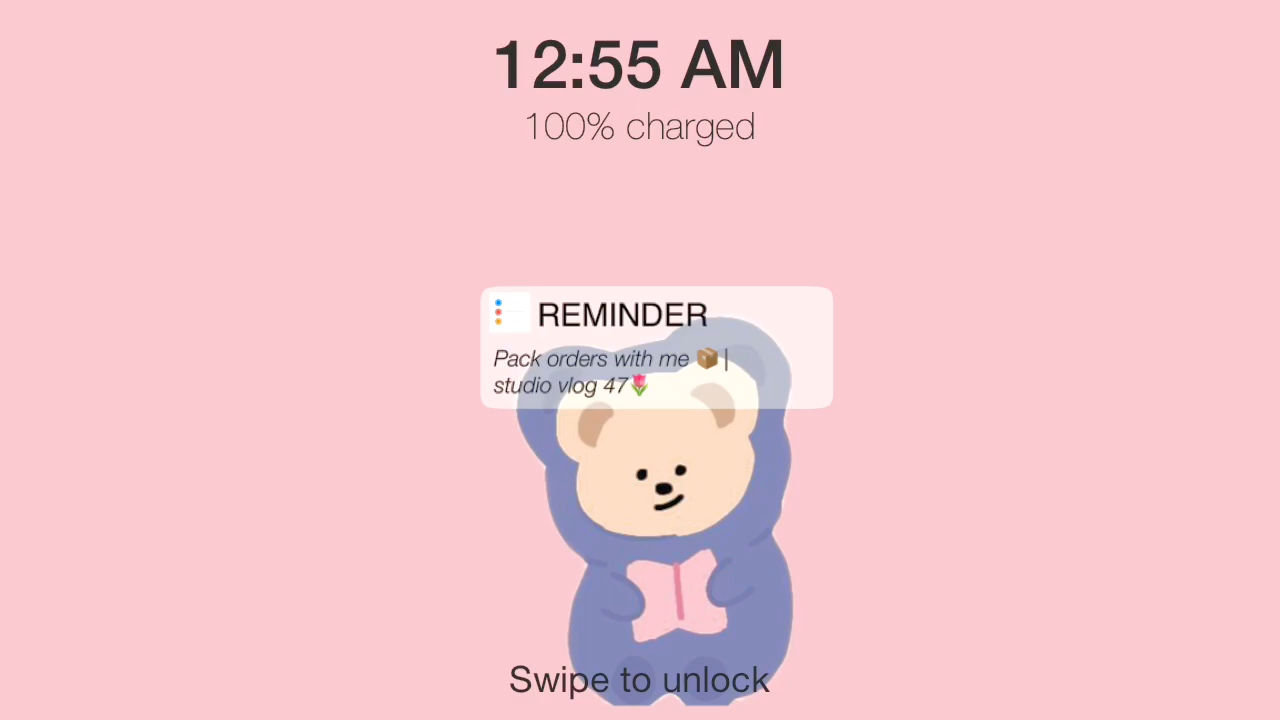 12:55 AM
100% charged
REMINDER
Pack orders with me 📦 |
studio vlog 47🌷
Swipe to unlock